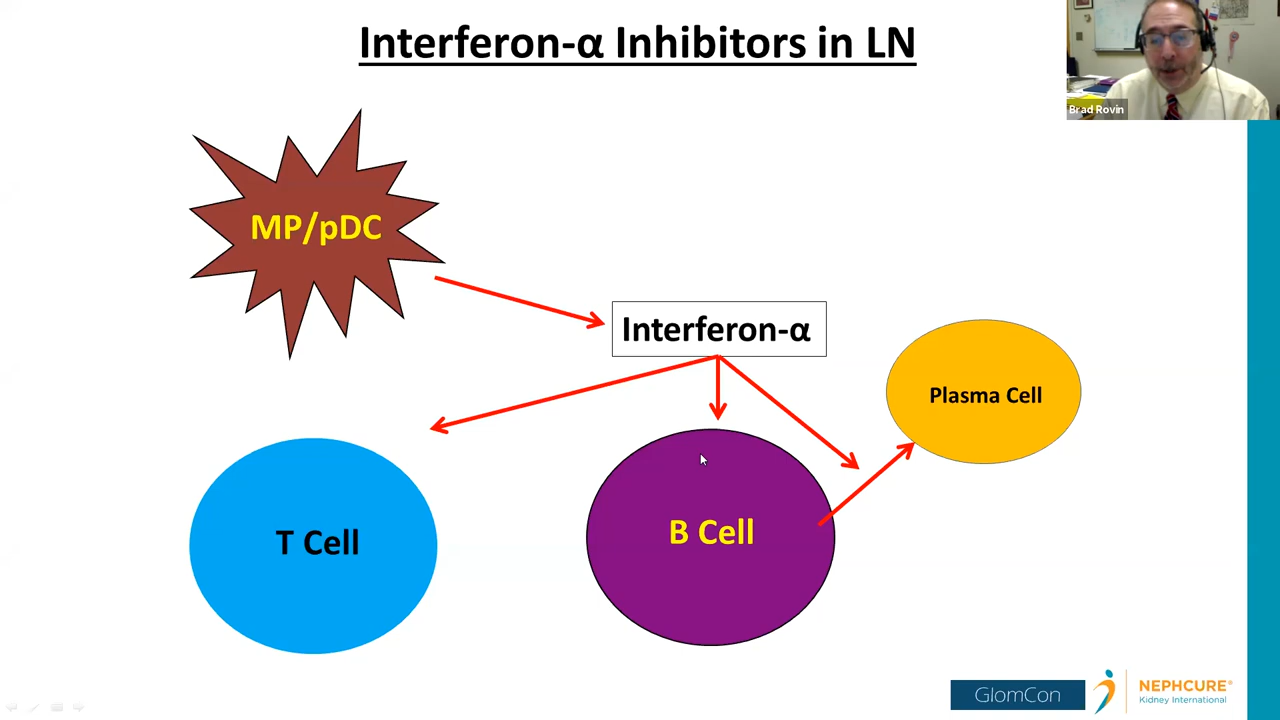 Interferon-α Inhibitors in LN
Brad Rovin
MP/pDC
Interferon-α
Plasma Cell
T Cell
B Cell
GlomCon
NEPHCURE®
Kidney International